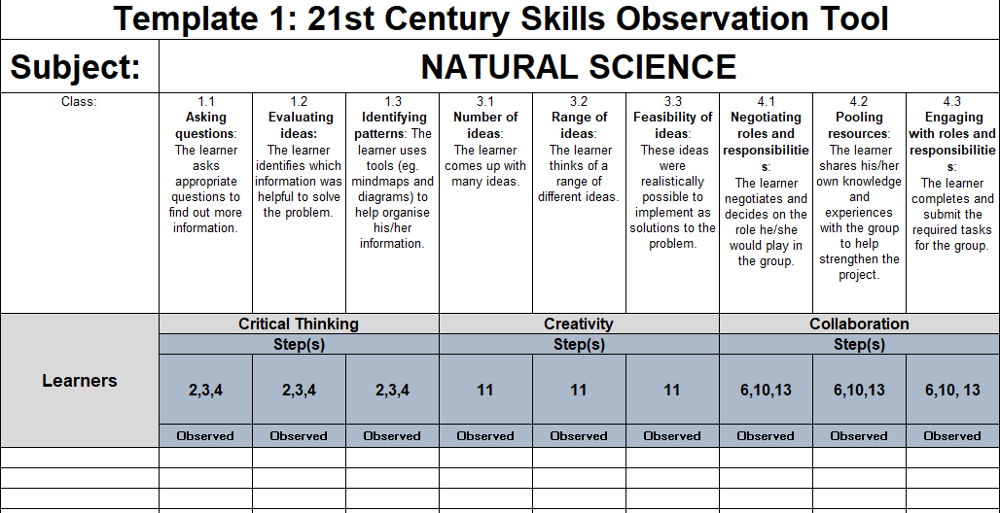 Template 1: 21st Century Skills Observation Tool
Subject:
NATURAL SCIENCE
Class:
1.1
Asking
questions:
The learner
asks
appropriate
questions to
find out more
information.
1.2
Evaluating
ideas:
The learner
identifies which
information was
helpful to solve
the problem.
1.3
Identifying
patterns: The
learner uses
tools (eg.
mindmaps and
diagrams) to
help organise
his/her
information.
3.1
Number of
ideas:
The learner
comes up with
many ideas.
3.2
Range of
ideas:
The learner
thinks of a
range of
different ideas.
3.3
Feasibility of
ideas:
These ideas
were
realistically
possible to
implement as
solutions to the
problem.
4.1
Negotiating
roles and
responsibilitie
s:
The learner
negotiates and
decides on the
role he/she
would play in
the group.
4.2
Pooling
resources:
The learner
shares his/her
own knowledge
and
experiences
with the group
to help
strengthen the
project.
4.3
Engaging
with roles and
responsibilitie
s:
The learner
completes and
submit the
required tasks
for the group.
Learners
Critical Thinking
Creativity
Collaboration
Step(s)
Step(s)
Step(s)
2,3,4
2,3,4
2,3,4
11
11
11
6,10,13
6,10,13
6,10, 13
Observed
Observed
Observed
Observed
Observed
Observed
Observed
Observed
Observed